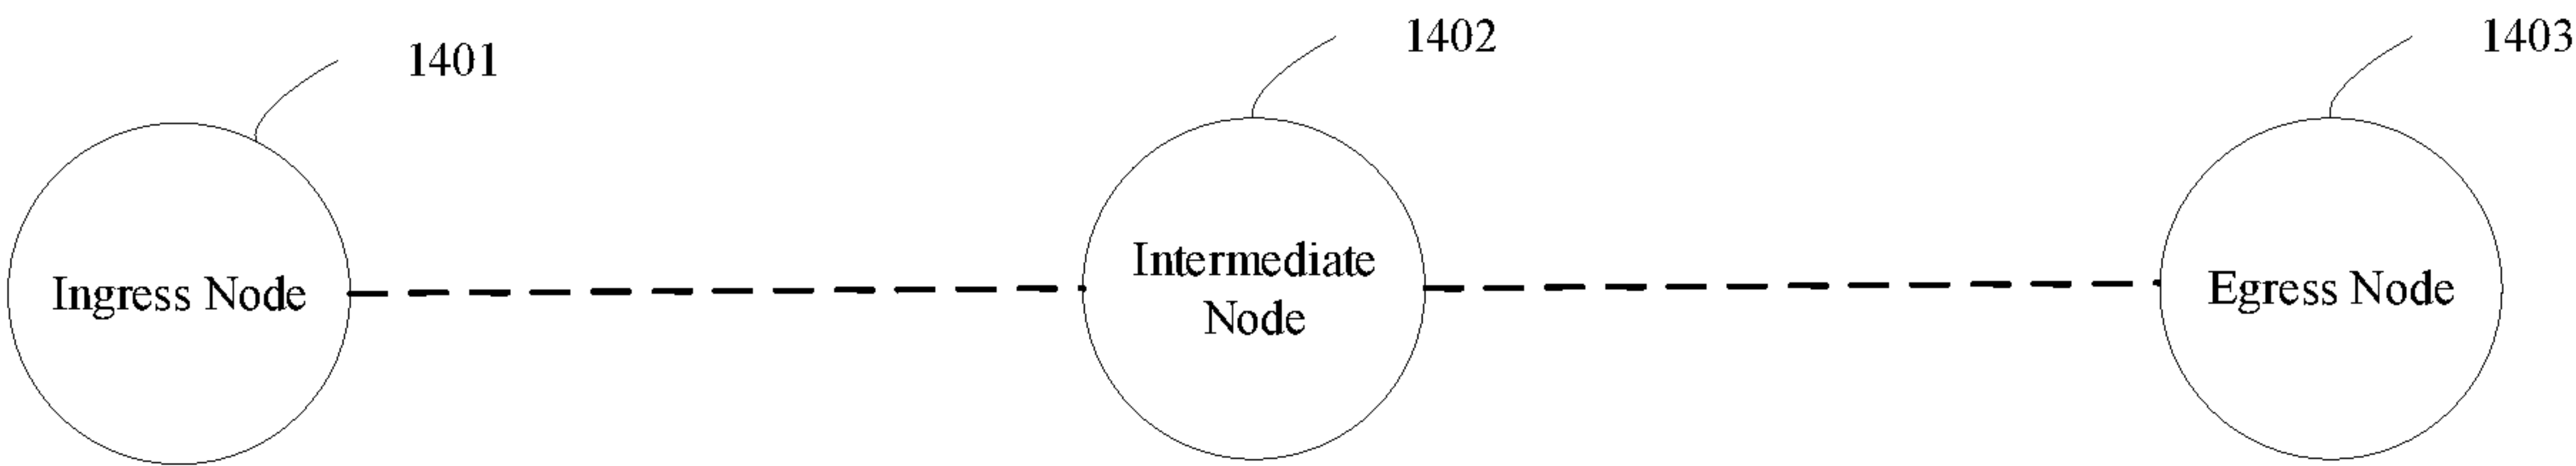 1401
1402
1403
Ingress Node
Intermediate
Node
Egress Node